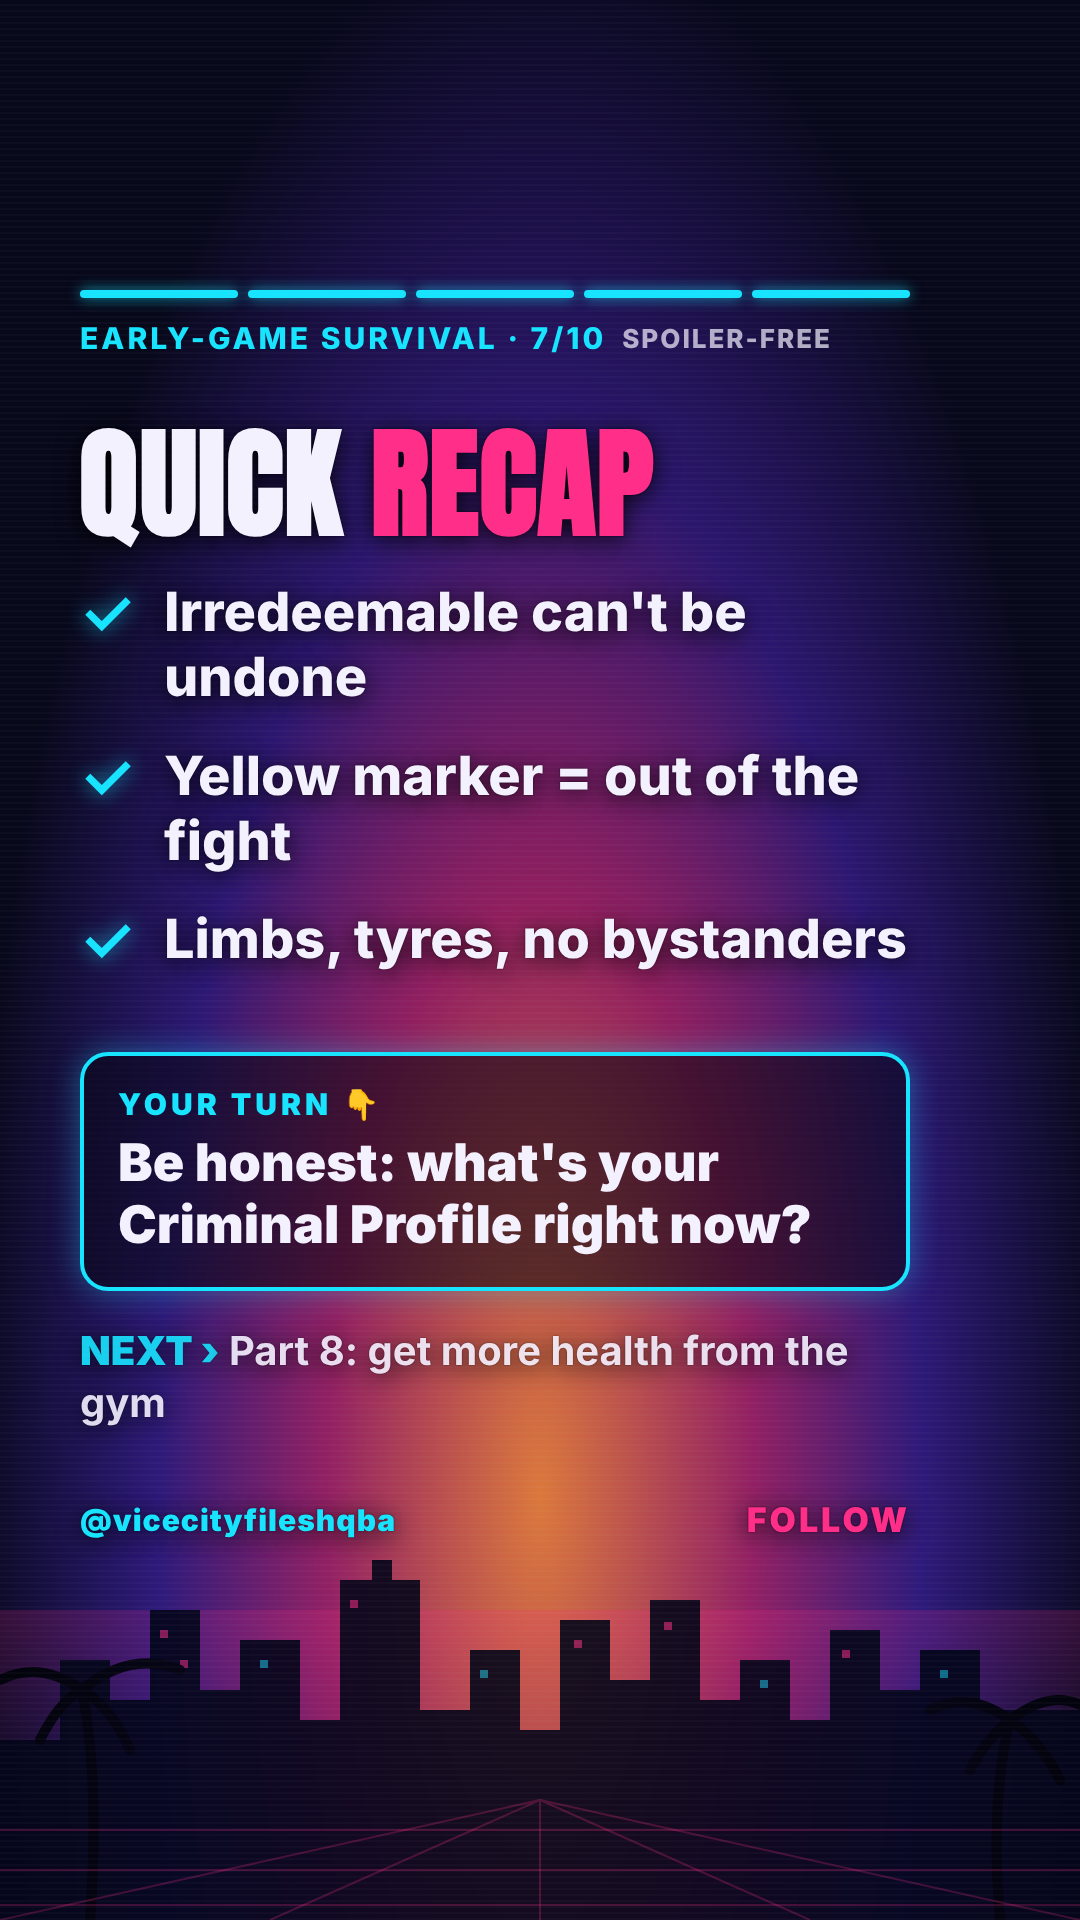 EARLY-GAME SURVIVAL · 7/10 SPOILER-FREE
QUICK RECAP
Irredeemable can't be
undone
Yellow marker = out of the
fight
Limbs, tyres, no bystanders
YOUR TURN 👇
Be honest: what's your
Criminal Profile right now?
NEXT › Part 8: get more health from the
gym
@vicecityfileshqba FOLLOW